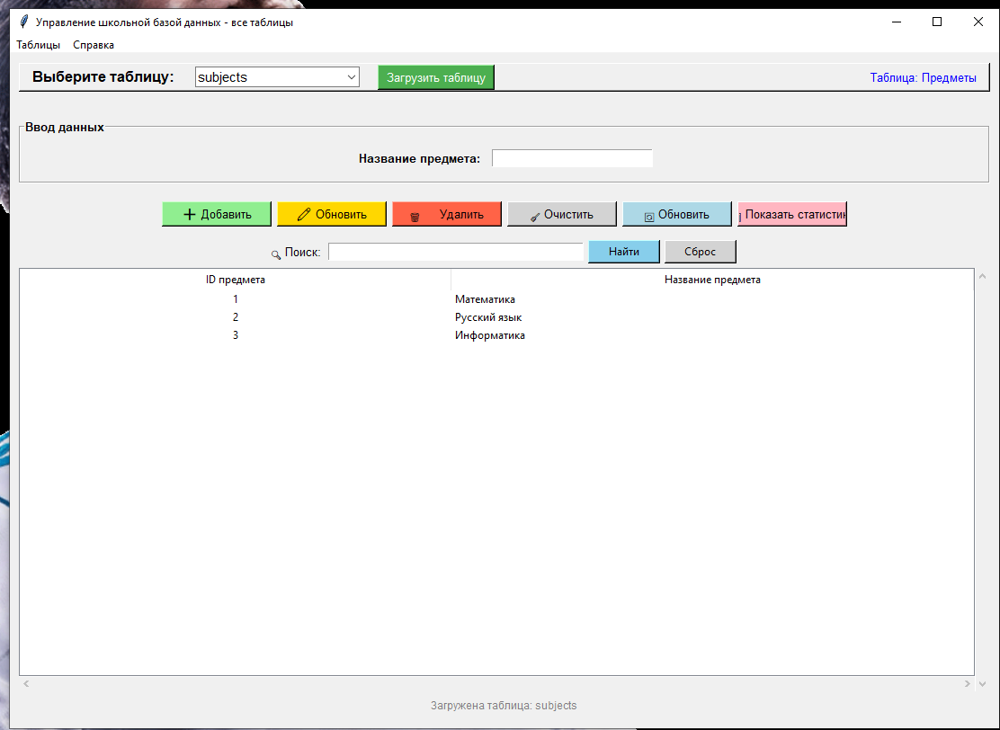 Управление школьной базой данных - все таблицы
Таблицы Справка
Выберите таблицу: subjects Загрузить таблицу Таблица: Предметы
Ввод данных
Название предмета:
Добавить Обновить Удалить Очистить Обновить Показать статистик
Поиск: Найти Сброс
ID предмета Название предмета
1 Математика
2 Русский язык
3 Информатика
Загружена таблица: subjects